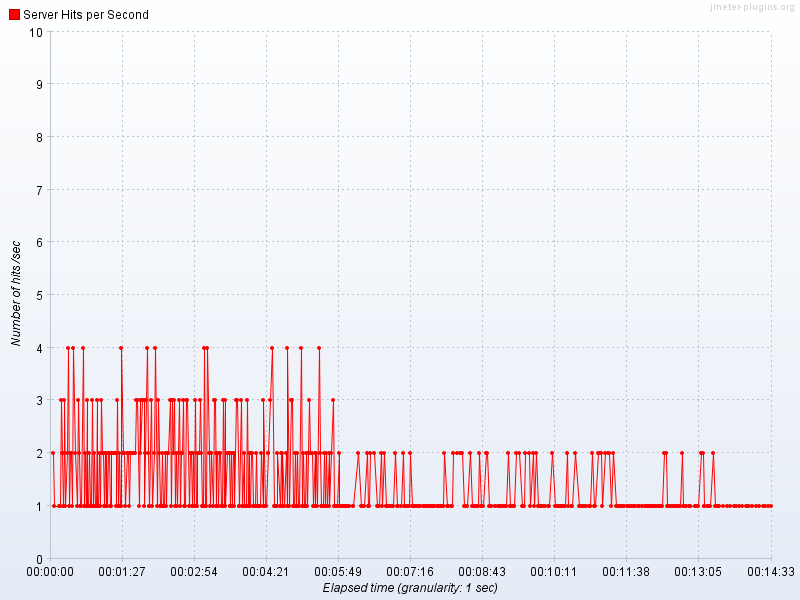 jmeter-plugins.org
Server Hits per Second
10
9
8
7
6
5
4
3
2
1
0
Number of hits /sec
00:00:00 00:01:27 00:02:54 00:04:21 00:05:49 00:07:16 00:08:43 00:10:11 00:11:38 00:13:05 00:14:33
Elapsed time (granularity: 1 sec)